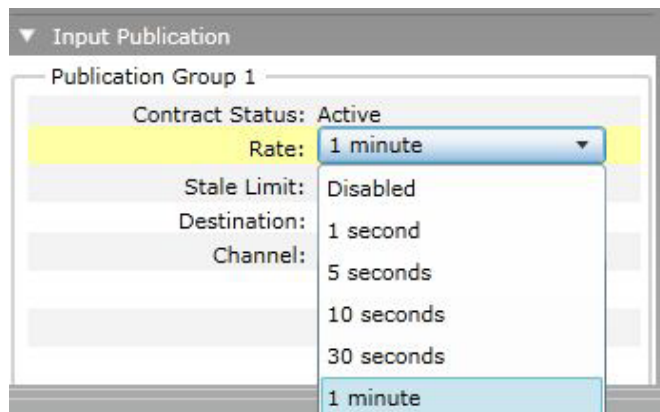 Input Publication
Publication Group 1
Contract Status: Active
Rate: 1 minute
Stale Limit:
Destination:
Channel:
Disabled
1 second
5 seconds
10 seconds
30 seconds
1 minute